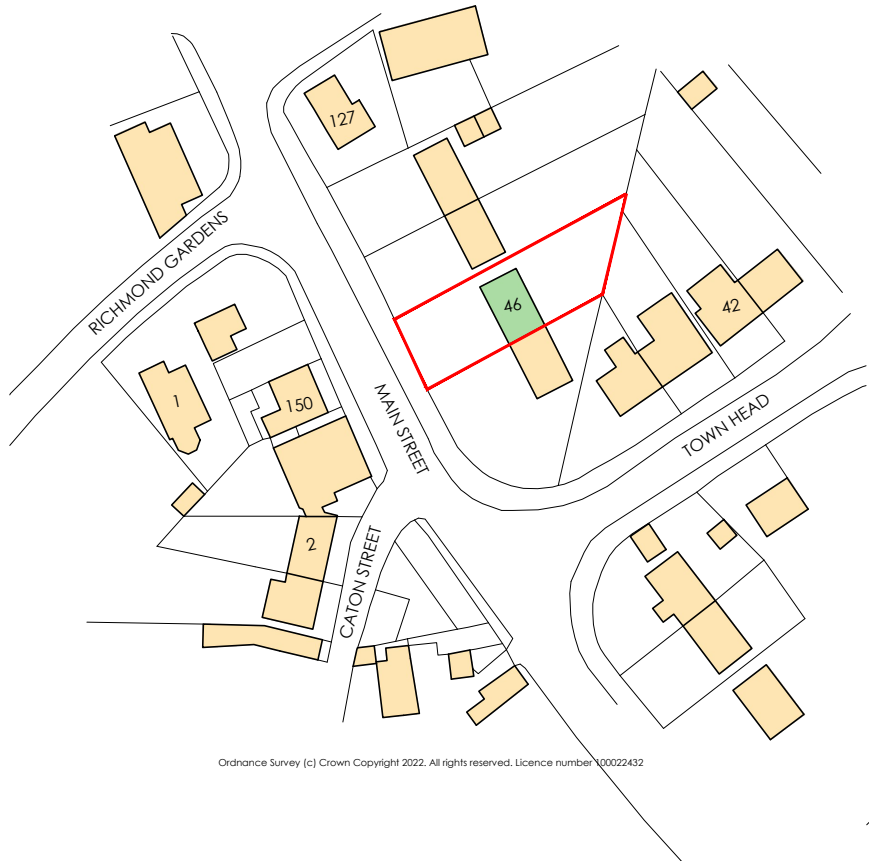 127
RICHMOND GARDENS
46
42
1
150
MAIN STREET
TOWN HEAD
2
CATON STREET
Ordnance Survey (c) Crown Copyright 2022. All rights reserved. Licence number 100022432